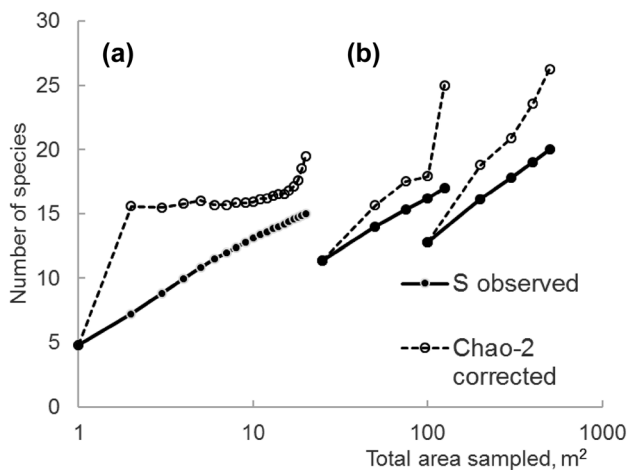 30
(a)
(b)
25
20
15
10
5
0
Number of species
S observed
Chao-2
corrected
1
10
100
1000
Total area sampled, m²